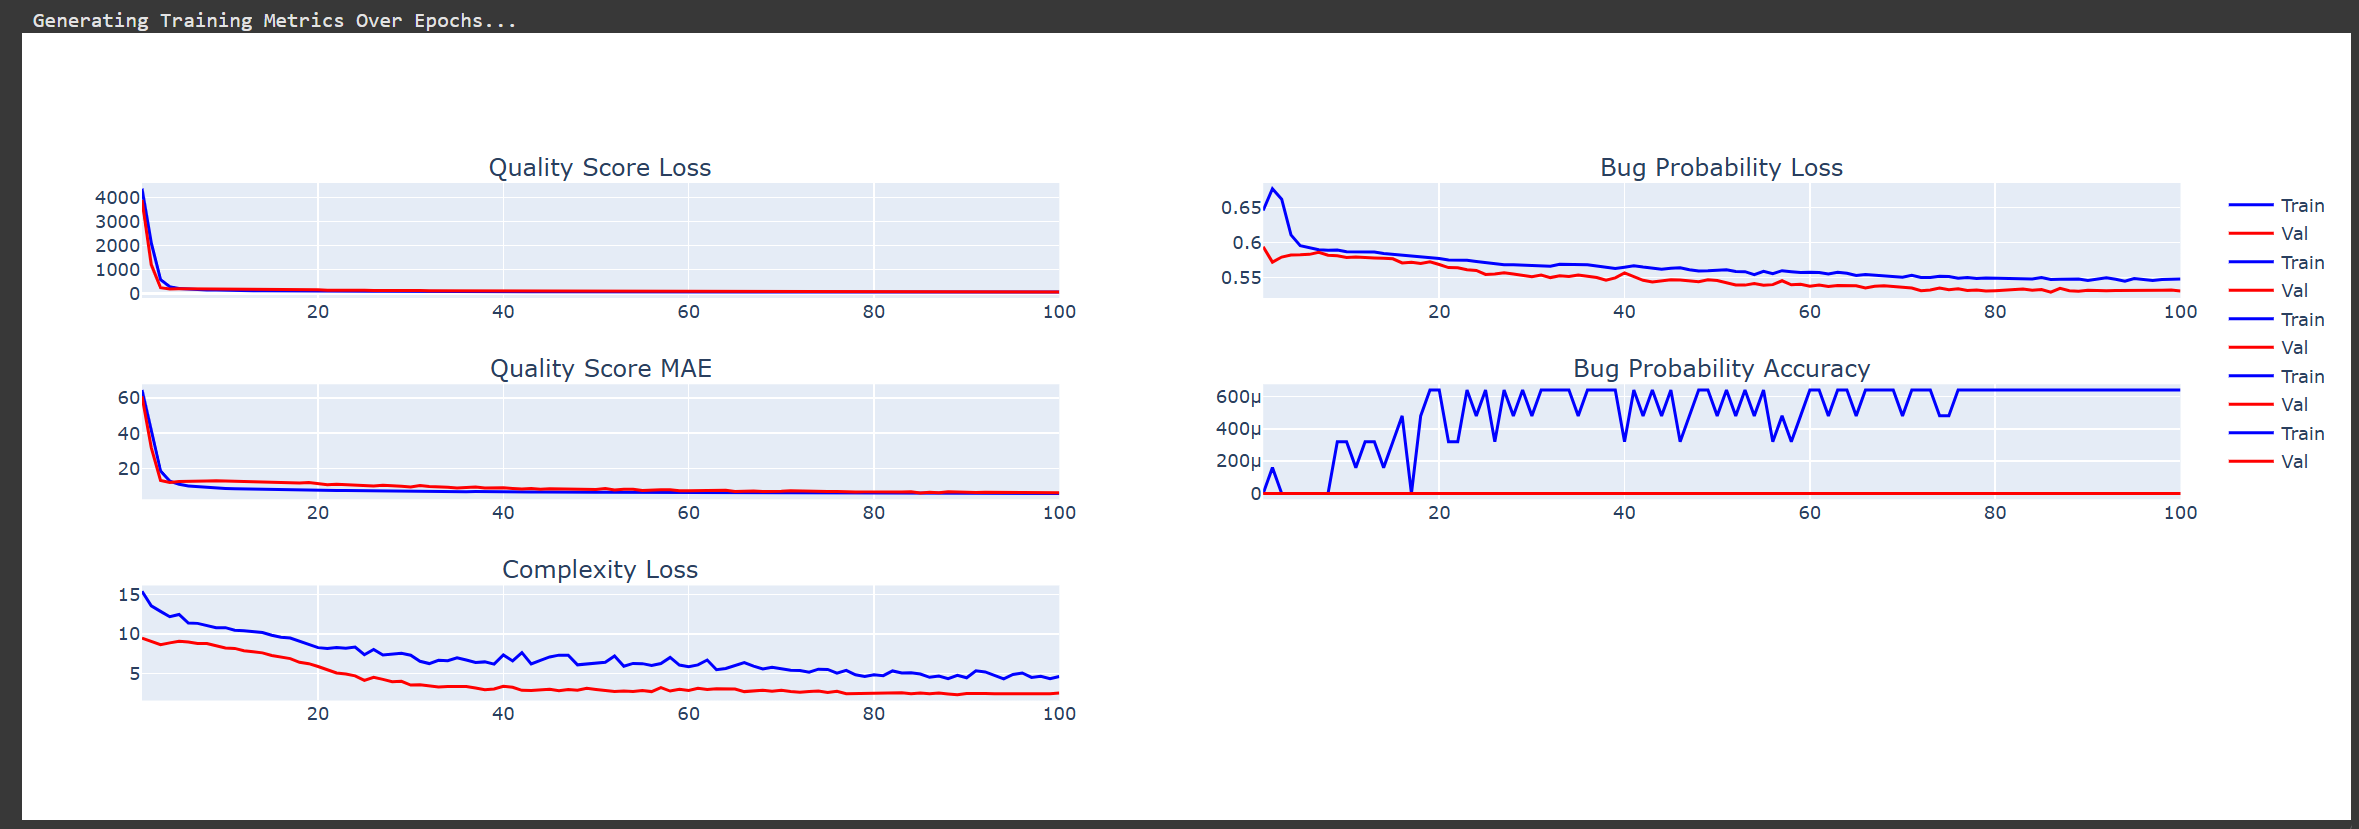 Generating Training Metrics Over Epochs...
Quality Score Loss
4000
3000
2000
1000
0
20 40 60 80 100
Bug Probability Loss
0.65
0.6
0.55
20 40 60 80 100
Quality Score MAE
60
40
20
20 40 60 80 100
Bug Probability Accuracy
600μ
400μ
200μ
0
20 40 60 80 100
Complexity Loss
15
10
5
20 40 60 80 100
Train
Val
Train
Val
Train
Val
Train
Val
Train
Val